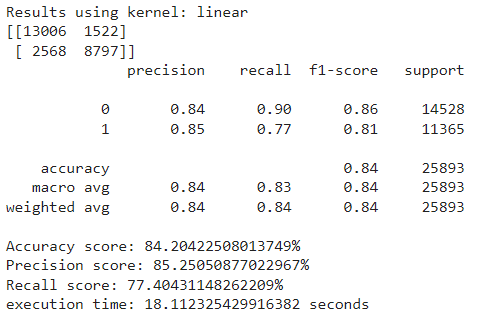 Results using kernel: linear
[[13006 1522]
[ 2568 8797]]
precision recall f1-score support
0 0.84 0.90 0.86 14528
1 0.85 0.77 0.81 11365
accuracy 0.84 25893
macro avg 0.84 0.83 0.84 25893
weighted avg 0.84 0.84 0.84 25893
Accuracy score: 84.20422508013749%
Precision score: 85.25050877022967%
Recall score: 77.40431148262209%
execution time: 18.112325429916382 seconds